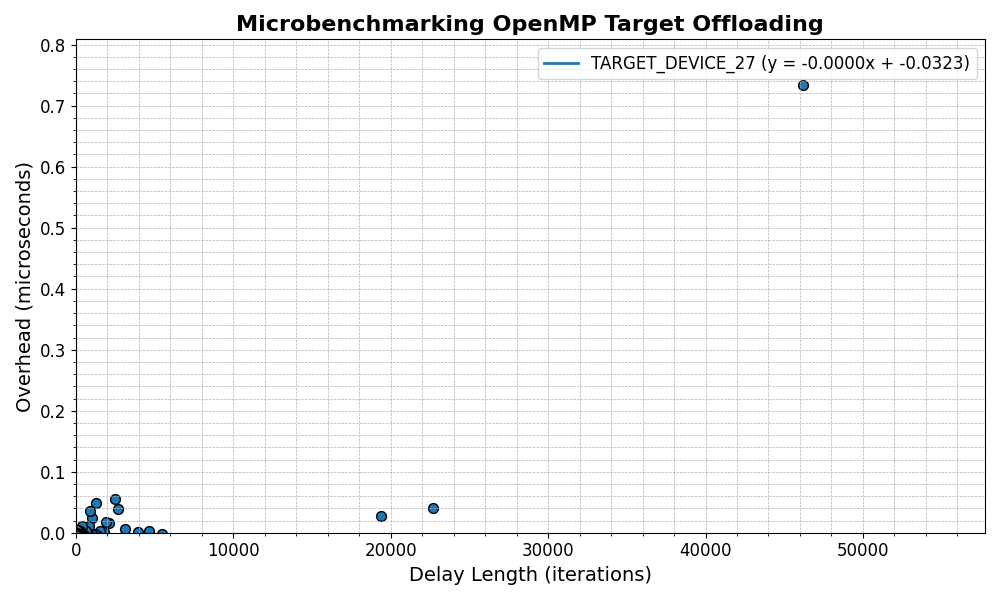 Microbenchmarking OpenMP Target Offloading
TARGET_DEVICE_27 (y = -0.0000x + -0.0323)
Overhead (microseconds)
0.8
0.7
0.6
0.5
0.4
0.3
0.2
0.1
0.0
0 10000 20000 30000 40000 50000
Delay Length (iterations)